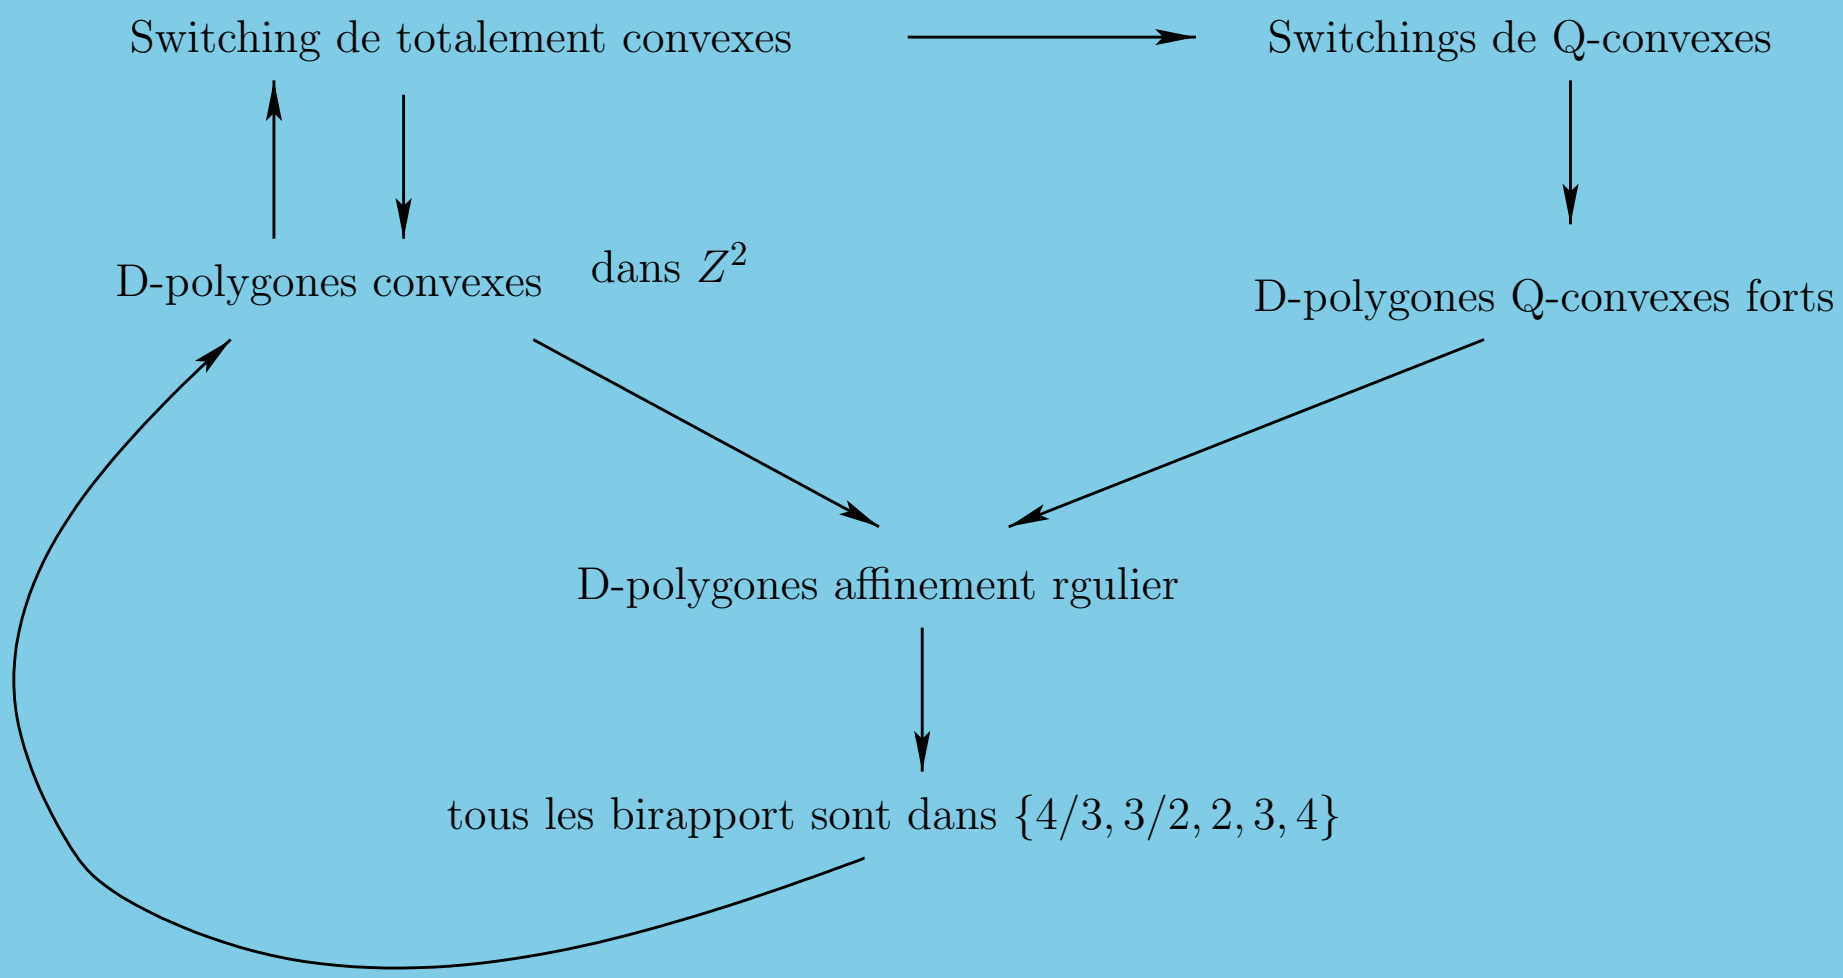 Switching de totalement convexes
Switchings de Q-convexes
D-polygones convexes
dans $Z^2$
D-polygones Q-convexes forts
D-polygones affinement rgulier
tous les birapport sont dans {4/3, 3/2, 2, 3, 4}